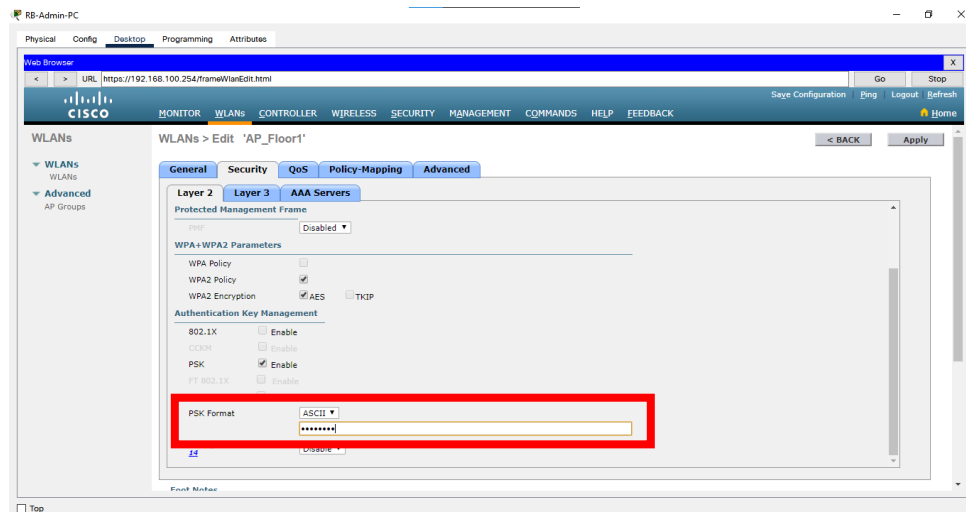 RB-Admin-PC
Physical Config Desktop Programming Attributes
Web Browser X
< > URL https://192.168.100.254/frameWlanEdit.html Go Stop
Save Configuration Ping Logout Refresh
CISCO MONITOR WLANs CONTROLLER WIRELESS SECURITY MANAGEMENT COMMANDS HELP FEEDBACK Home
WLANs WLANs > Edit 'AP_Floor1' < BACK Apply
WLANs
WLANs
Advanced
AP Groups
General Security QoS Policy-Mapping Advanced
Layer 2 Layer 3 AAA Servers
Protected Management Frame
PMF Disabled
WPA+WPA2 Parameters
WPA Policy
WPA2 Policy
WPA2 Encryption AES TKIP
Authentication Key Management
802.1X Enable
CCKM Enable
PSK Enable
FT 802.1X Enable
PSK Format ASCII
••••••••
14 Disable
Foot Notes
Top